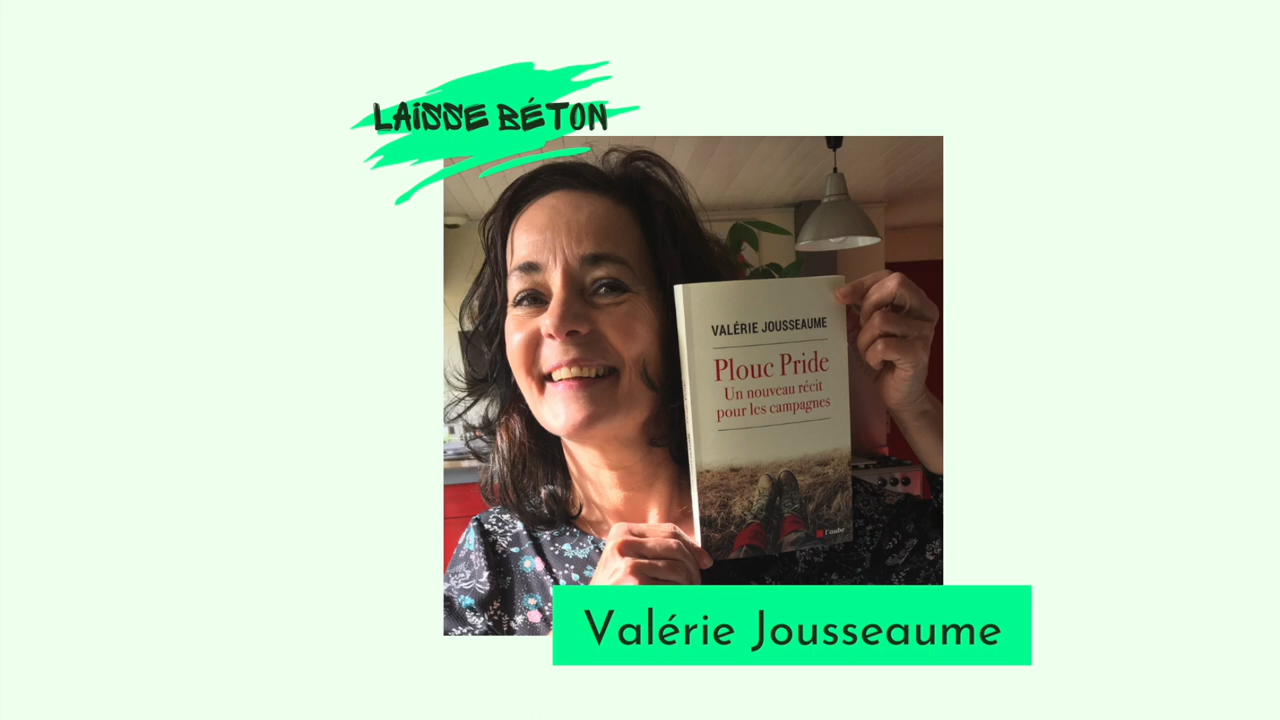 LAISSE BÉTON
VALÉRIE JOUSSEAUME
Plouc Pride
Un nouveau récit
pour les campagnes
l'aube
Valérie Jousseaume